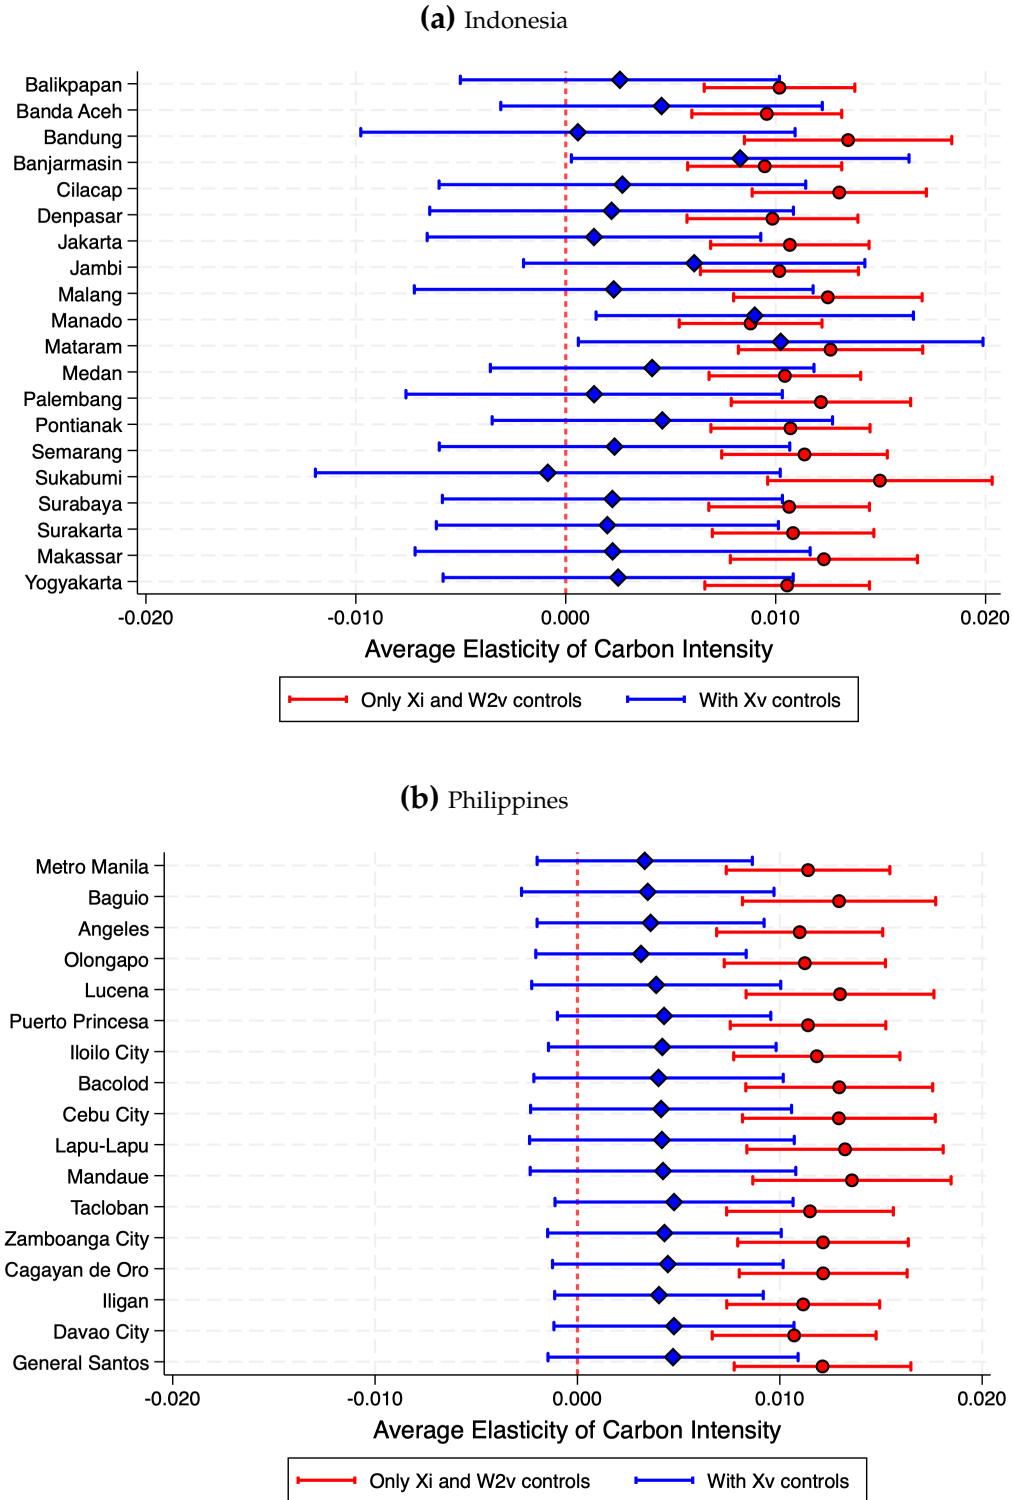 (a) Indonesia
Balikpapan
Banda Aceh
Bandung
Banjarmasin
Cilacap
Denpasar
Jakarta
Jambi
Malang
Manado
Mataram
Medan
Palembang
Pontianak
Semarang
Sukabumi
Surabaya
Surakarta
Makassar
Yogyakarta
-0.020 -0.010 0.000 0.010 0.020
Average Elasticity of Carbon Intensity
Only Xi and W2v controls With Xv controls
(b) Philippines
Metro Manila
Baguio
Angeles
Olongapo
Lucena
Puerto Princesa
Iloilo City
Bacolod
Cebu City
Lapu-Lapu
Mandaue
Tacloban
Zamboanga City
Cagayan de Oro
Iligan
Davao City
General Santos
-0.020 -0.010 0.000 0.010 0.020
Average Elasticity of Carbon Intensity
Only Xi and W2v controls With Xv controls